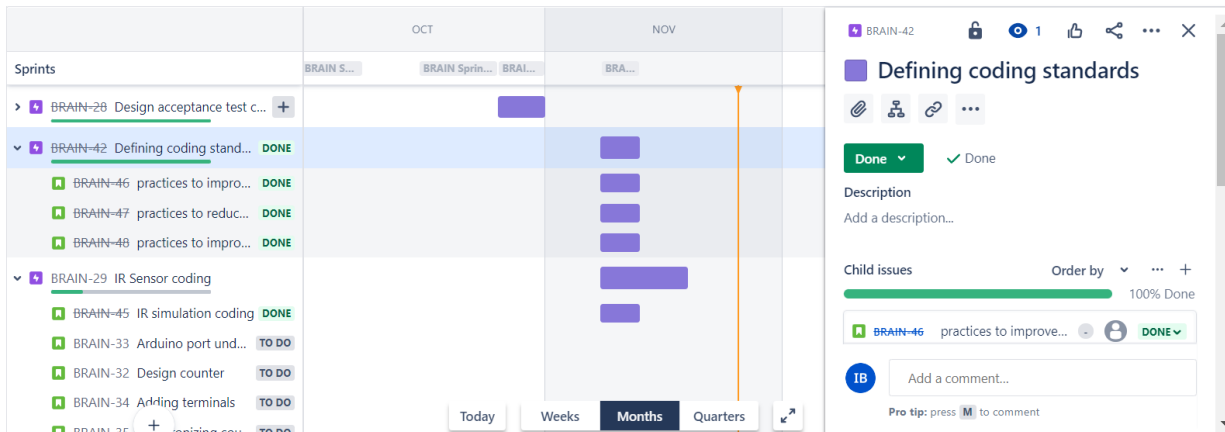 OCT NOV
Sprints
BRAIN S... BRAIN Sprin... BRAI... BRA...
BRAIN-28 Design acceptance test c...
BRAIN-42 Defining coding stand... DONE
BRAIN-46 practices to impro... DONE
BRAIN-47 practices to reduc... DONE
BRAIN-48 practices to impro... DONE
BRAIN-29 IR Sensor coding
BRAIN-45 IR simulation coding DONE
BRAIN-33 Arduino port und... TO DO
BRAIN-32 Design counter TO DO
BRAIN-34 Adding terminals TO DO
TO DO
Today Weeks Months Quarters
BRAIN-42 1
Defining coding standards
Done Done
Description
Add a description...
Child issues Order by
100% Done
BRAIN-46 practices to improve... - DONE
IB Add a comment...
Pro tip: press M to comment